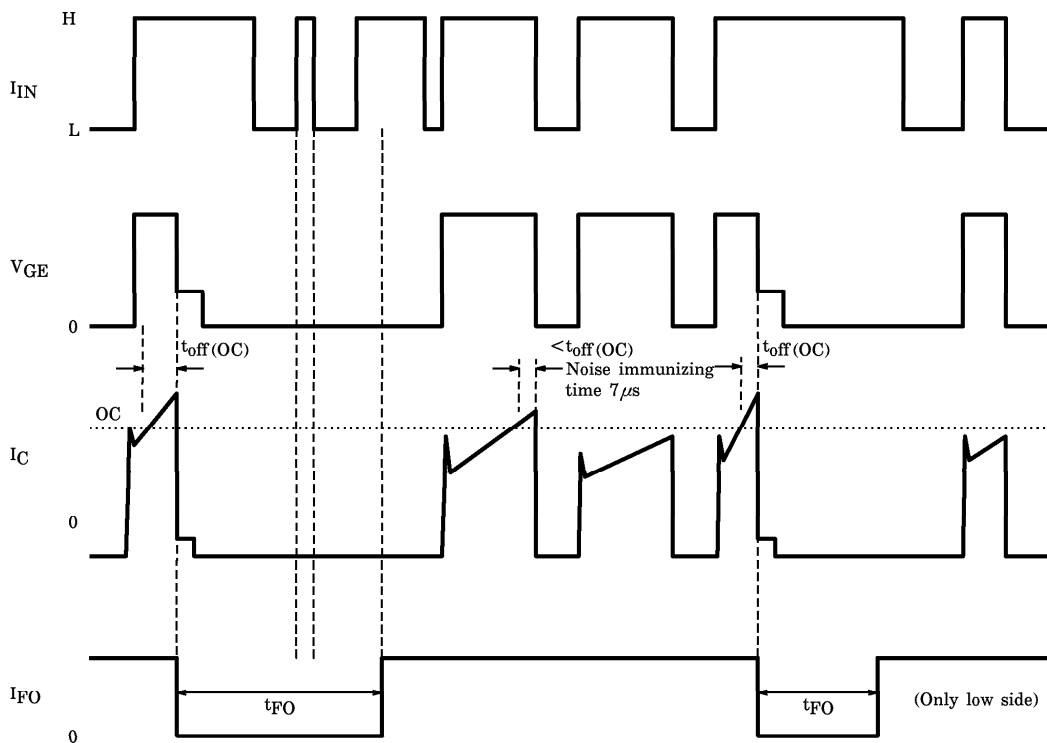 H
I_IN
L
V_GE
0
t_off(OC)
<t_off(OC)
Noise immunizing
time 7μs
t_off(OC)
OC
I_C
0
I_FO
t_FO
t_FO
(Only low side)
0